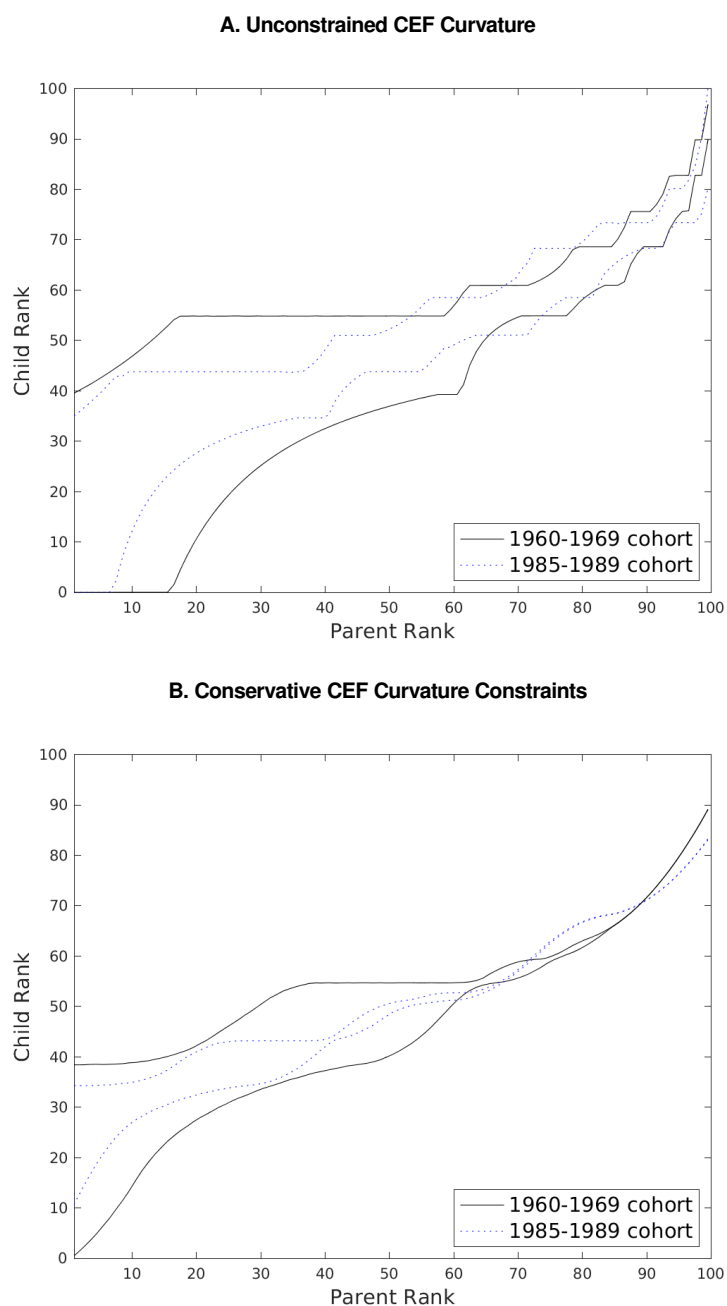 A. Unconstrained CEF Curvature
100
90
80
70
60
50
40
30
20
10
0
Child Rank
1960-1969 cohort
1985-1989 cohort
10 20 30 40 50 60 70 80 90 100
Parent Rank
B. Conservative CEF Curvature Constraints
100
90
80
70
60
50
40
30
20
10
0
Child Rank
1960-1969 cohort
1985-1989 cohort
10 20 30 40 50 60 70 80 90 100
Parent Rank